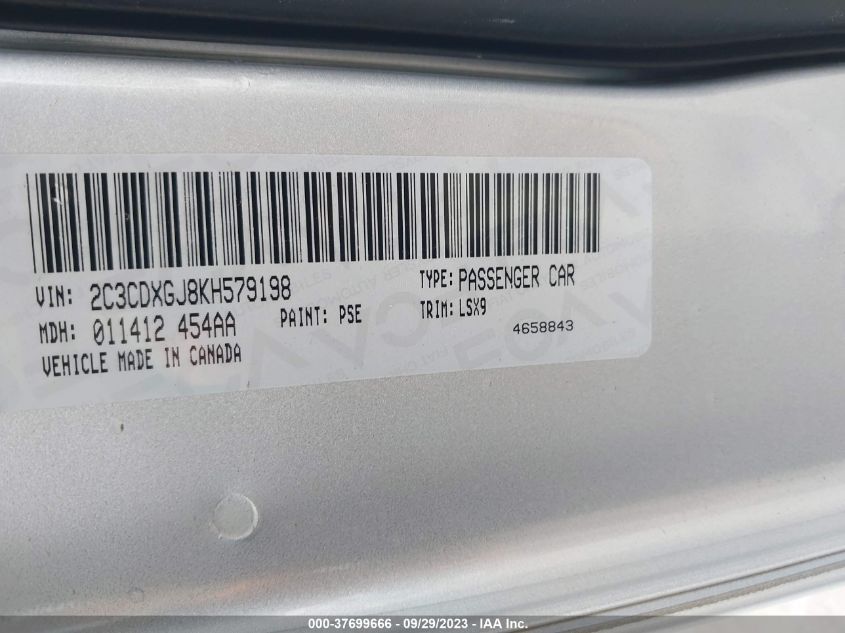 VIN: 2C3CDXGJ8KH579198 TYPE: PASSENGER CAR
MDH: 011412 454AA PAINT: PSE TRIM: LSX9
VEHICLE MADE IN CANADA 4658843
000-37699666 - 09/29/2023 - IAA Inc.